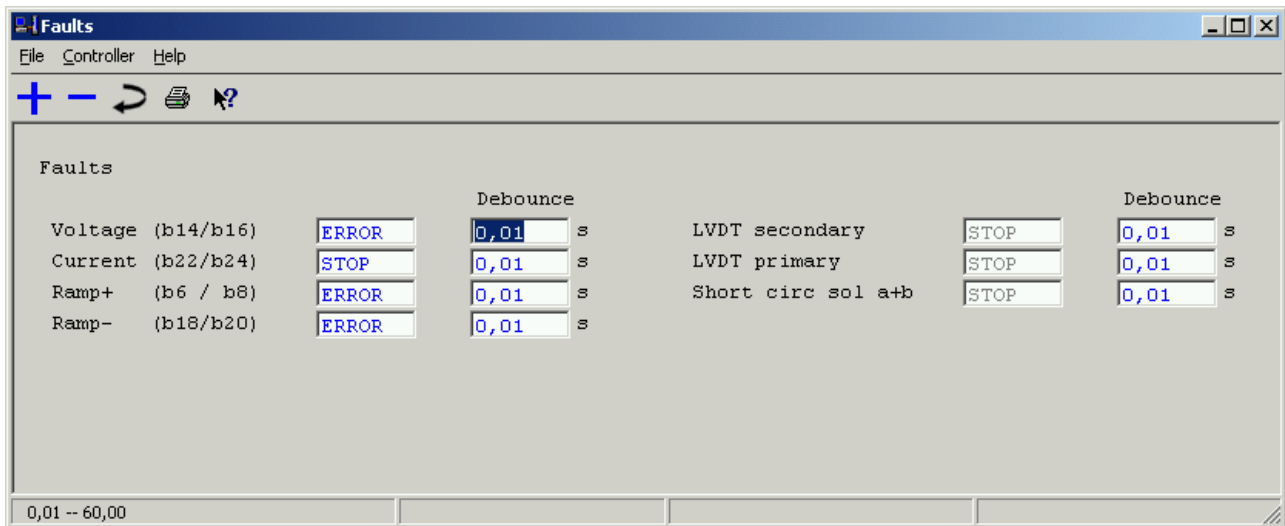 Faults
File Controller Help
Faults
Debounce Debounce
Voltage (b14/b16) ERROR 0,01 s LVDT secondary STOP 0,01 s
Current (b22/b24) STOP 0,01 s LVDT primary STOP 0,01 s
Ramp+ (b6 / b8) ERROR 0,01 s Short circ sol a+b STOP 0,01 s
Ramp- (b18/b20) ERROR 0,01 s
0,01 -- 60,00